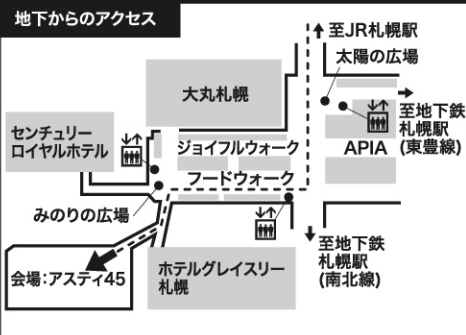 地下からのアクセス
至JR札幌駅
太陽の広場
大丸札幌
至地下鉄
札幌駅
(東豊線)
センチュリー
ロイヤルホテル
ジョイフルウォーク
APIA
フードウォーク
みのりの広場
至地下鉄
札幌駅
(南北線)
会場:アスティ45
ホテルグレイスリー
札幌